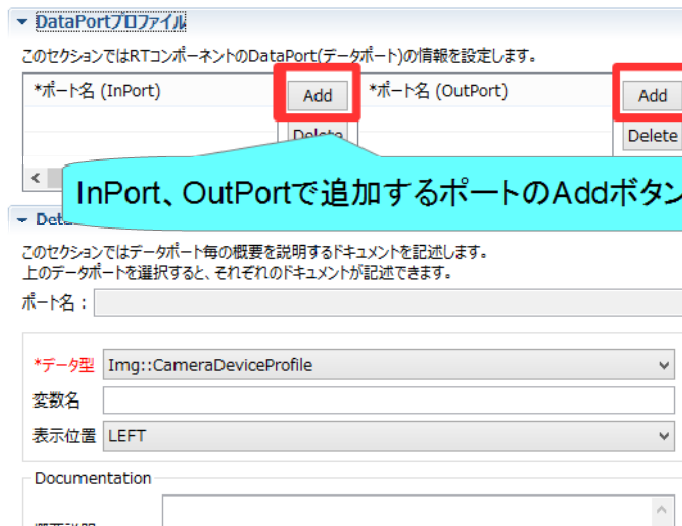 DataPortプロファイル
このセクションではRTコンポーネントのDataPort(データポート)の情報を設定します。
*ポート名 (InPort) Add *ポート名 (OutPort) Add
Delete Delete
InPort、OutPortで追加するポートのAddボタン
このセクションではデータポート毎の概要を説明するドキュメントを記述します。
上のデータポートを選択すると、それぞれのドキュメントが記述できます。
ポート名：
*データ型 Img::CameraDeviceProfile
変数名
表示位置 LEFT
Documentation